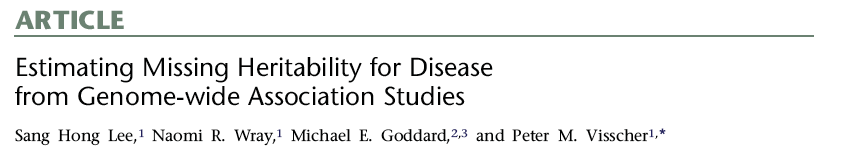 ARTICLE
Estimating Missing Heritability for Disease
from Genome-wide Association Studies
Sang Hong Lee,1 Naomi R. Wray,1 Michael E. Goddard,2,3 and Peter M. Visscher1,*